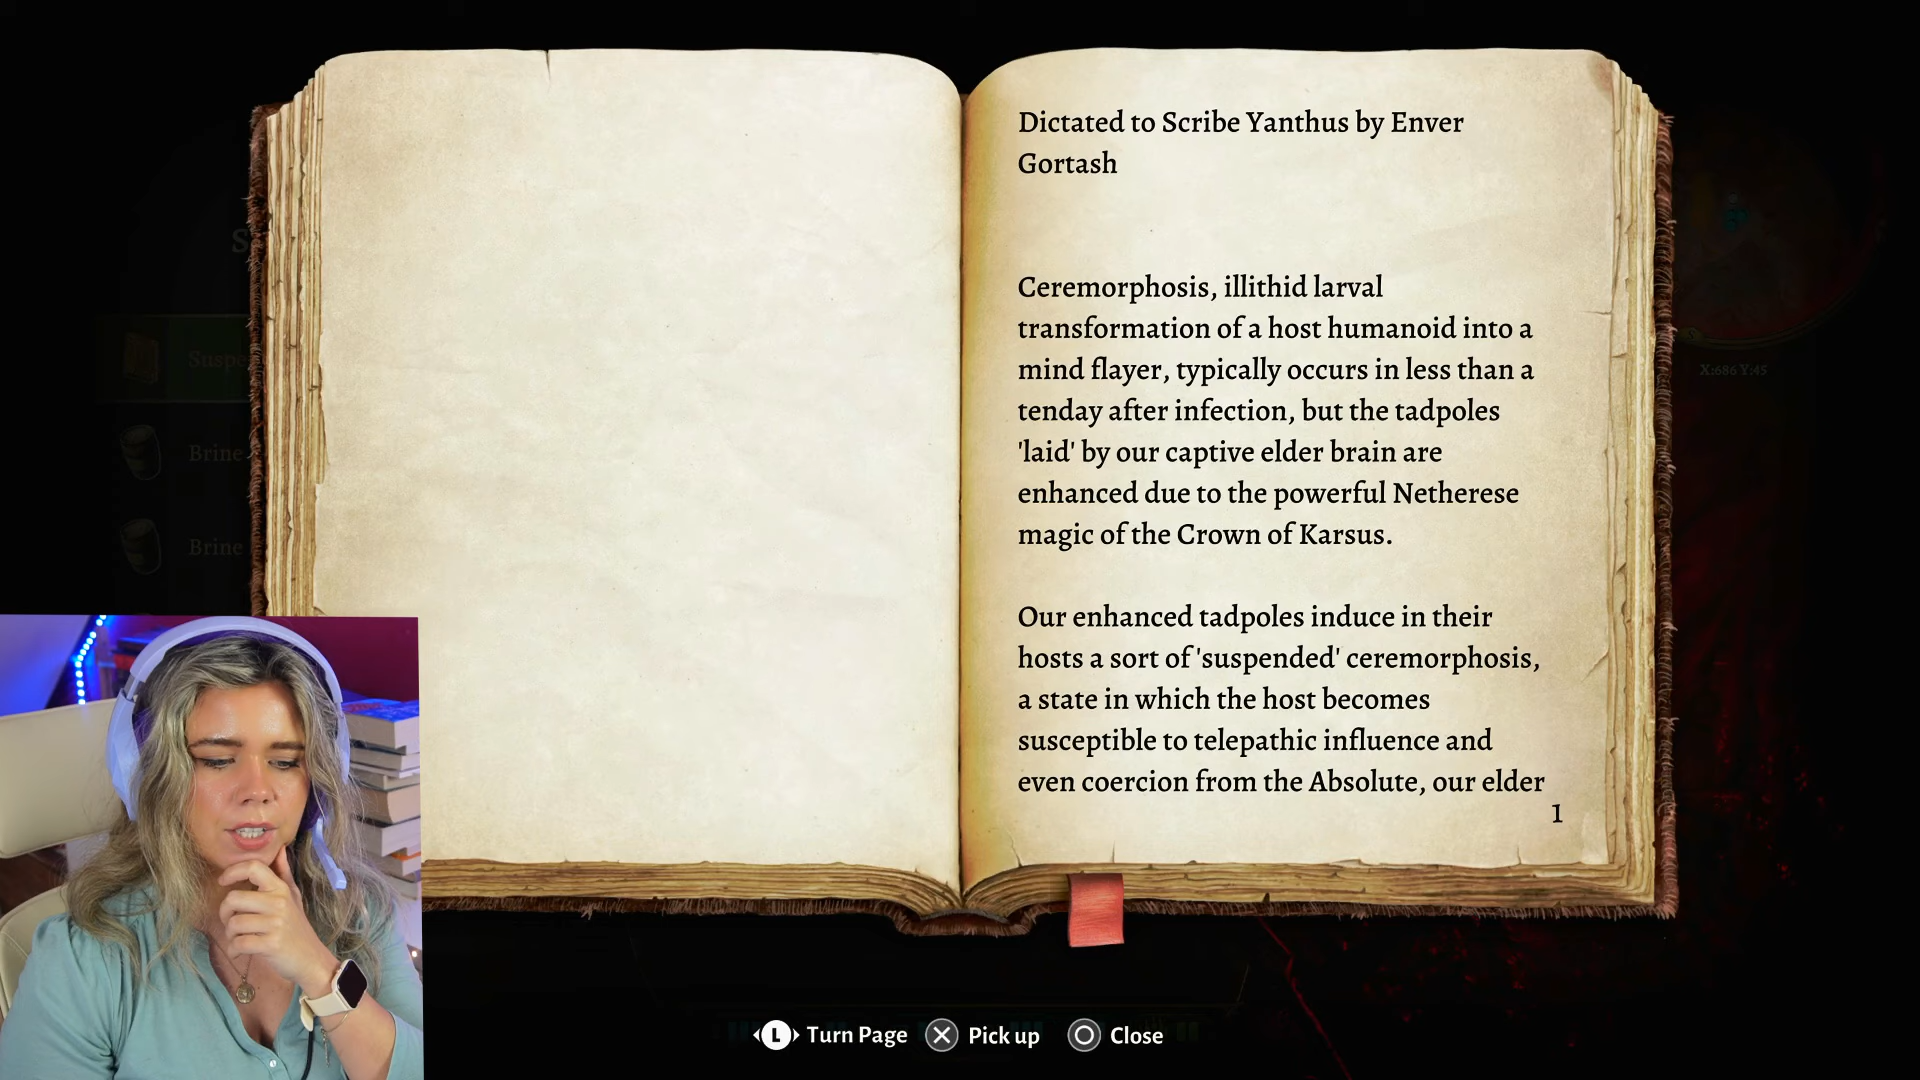 Dictated to Scribe Yanthus by Enver
Gortash
Ceremorphosis, illithid larval
transformation of a host humanoid into a
mind flayer, typically occurs in less than a
tenday after infection, but the tadpoles
'laid' by our captive elder brain are
enhanced due to the powerful Netherese
magic of the Crown of Karsus.
Our enhanced tadpoles induce in their
hosts a sort of 'suspended' ceremorphosis,
a state in which the host becomes
susceptible to telepathic influence and
even coercion from the Absolute, our elder
1
Brine
Brine
X:686 Y:45
L Turn Page
Pick up
Close